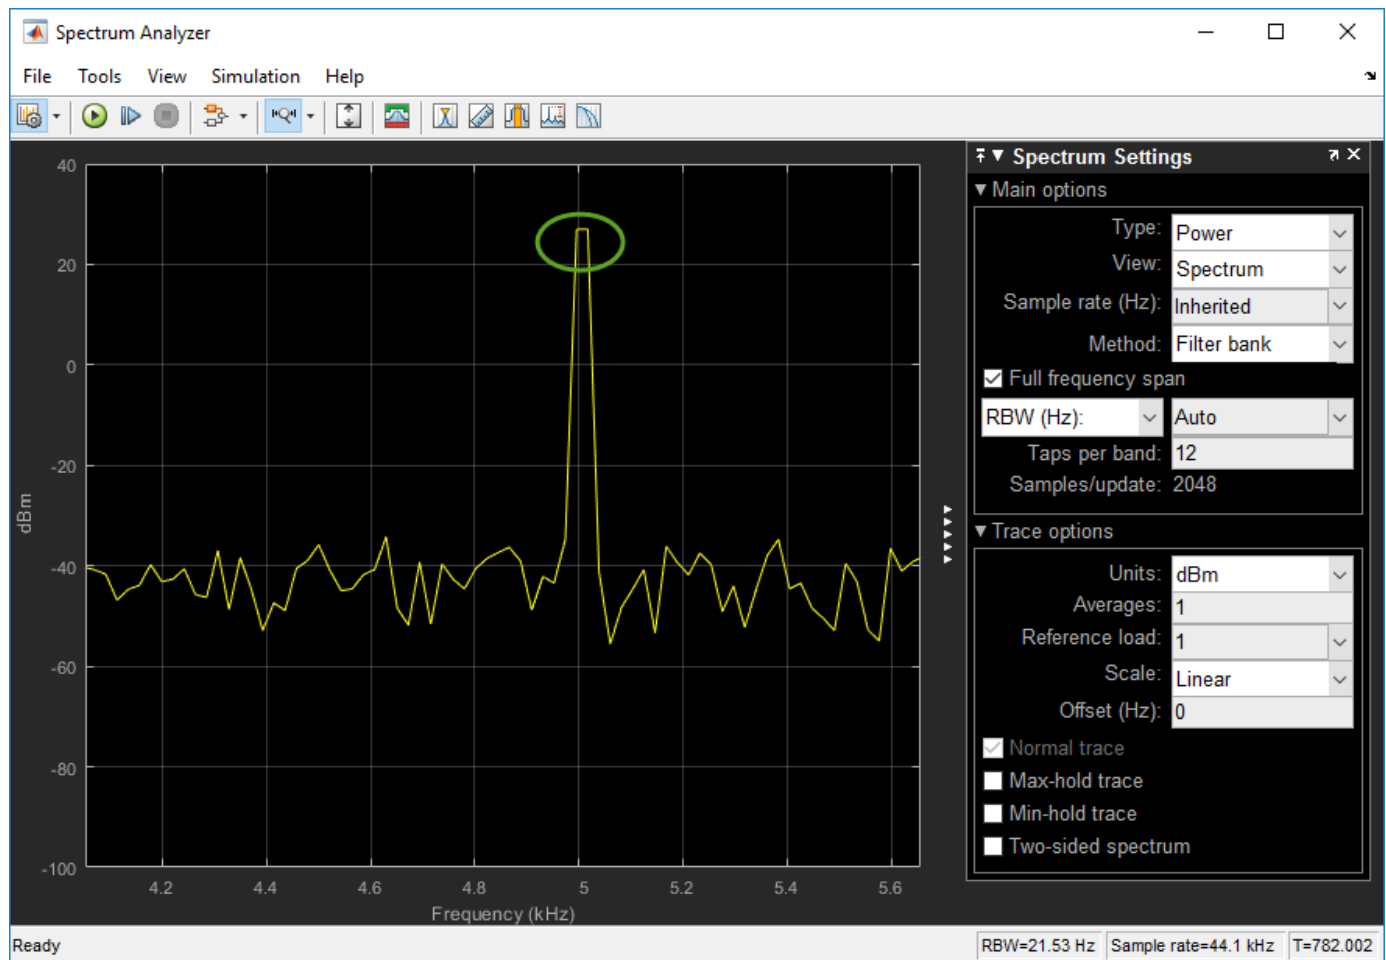 Spectrum Analyzer
File Tools View Simulation Help
40
20
0
-20
-40
-60
-80
-100
dBm
4.2 4.4 4.6 4.8 5 5.2 5.4 5.6
Frequency (kHz)
Spectrum Settings
Main options
Type: Power
View: Spectrum
Sample rate (Hz): Inherited
Method: Filter bank
Full frequency span
RBW (Hz): Auto
Taps per band: 12
Samples/update: 2048
Trace options
Units: dBm
Averages: 1
Reference load: 1
Scale: Linear
Offset (Hz): 0
Normal trace
Max-hold trace
Min-hold trace
Two-sided spectrum
Ready RBW=21.53 Hz Sample rate=44.1 kHz T=782.002